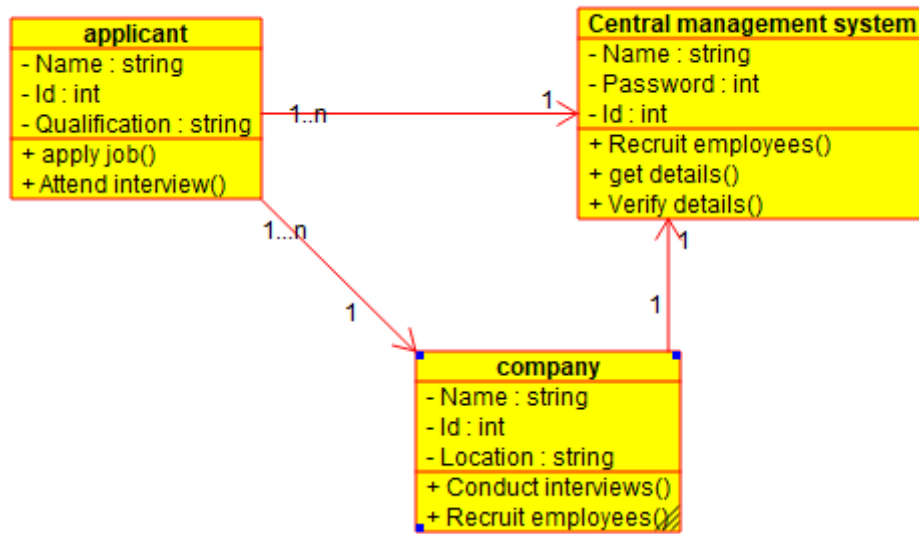 applicant
- Name : string
- Id : int
- Qualification : string
+ apply job()
+ Attend interview()
Central management system
- Name : string
- Password : int
- Id : int
+ Recruit employees()
+ get details()
+ Verify details()
1..n
1
1...n
1
1
1
company
- Name : string
- Id : int
- Location : string
+ Conduct interviews()
+ Recruit employees()